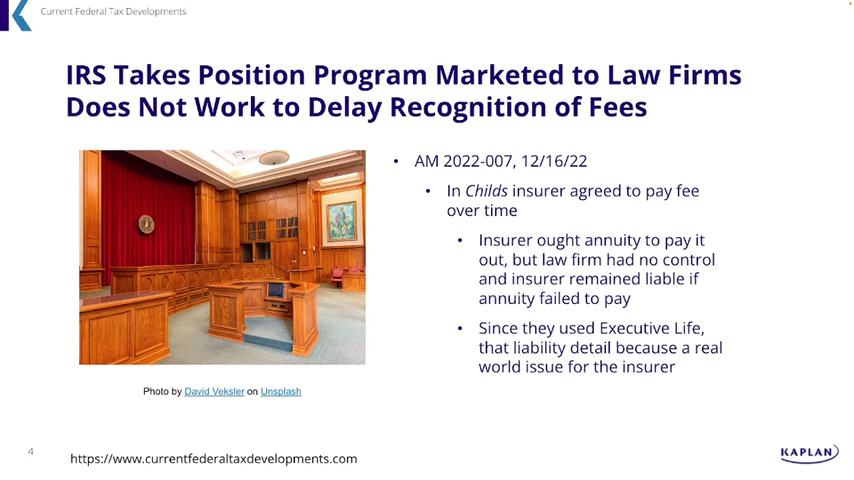 Current Federal Tax Developments
IRS Takes Position Program Marketed to Law Firms
Does Not Work to Delay Recognition of Fees
• AM 2022-007, 12/16/22
• In Childs insurer agreed to pay fee
over time
• Insurer ought annuity to pay it
out, but law firm had no control
and insurer remained liable if
annuity failed to pay
• Since they used Executive Life,
that liability detail because a real
world issue for the insurer
Photo by David Veksler on Unsplash
4
https://www.currentfederaltaxdevelopments.com
KAPLAN